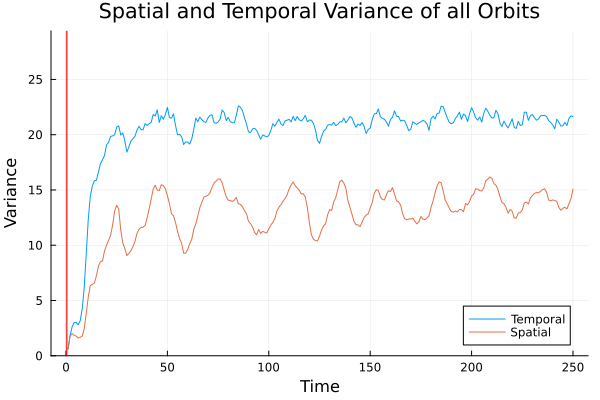 Spatial and Temporal Variance of all Orbits
Variance
25
20
15
10
5
0
0 50 100 150 200 250
Time
Temporal
Spatial